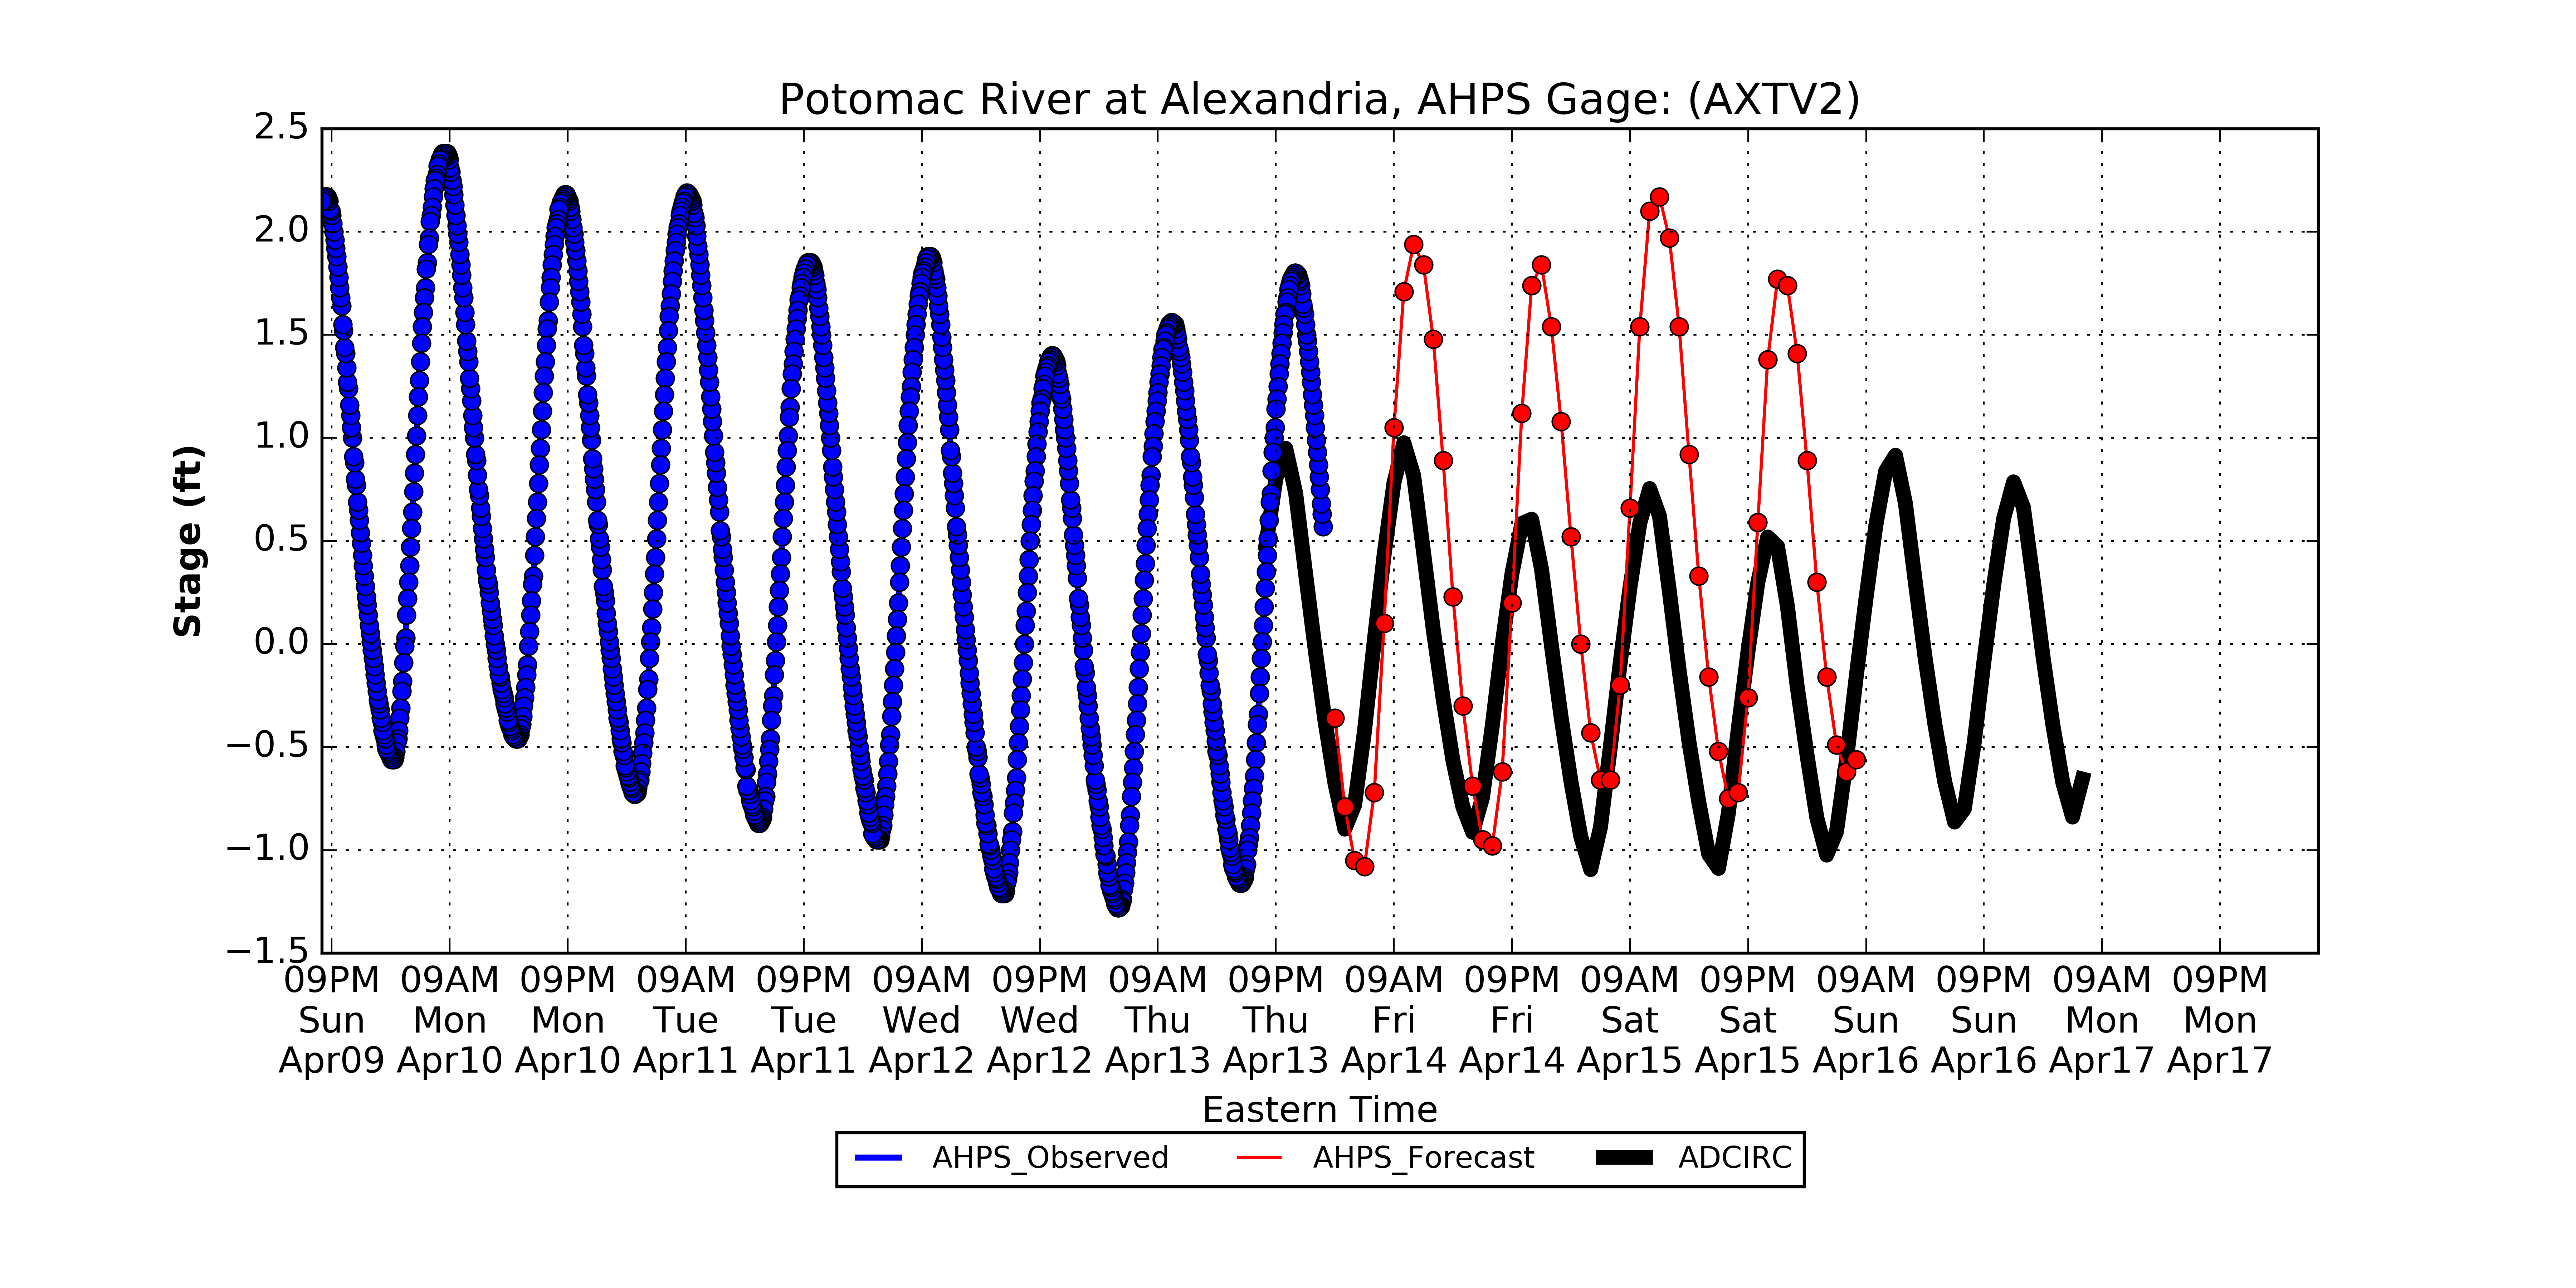 Potomac River at Alexandria, AHPS Gage: (AXTV2)
2.5
2.0
1.5
1.0
0.5
0.0
−0.5
−1.0
−1.5
Stage (ft)
09PM 09AM 09PM 09AM 09PM 09AM 09PM 09AM 09PM 09AM 09PM 09AM 09PM 09AM 09PM 09AM 09PM
Sun Mon Mon Tue Tue Wed Wed Thu Thu Fri Fri Sat Sat Sun Sun Mon Mon
Apr09 Apr10 Apr10 Apr11 Apr11 Apr12 Apr12 Apr13 Apr13 Apr14 Apr14 Apr15 Apr15 Apr16 Apr16 Apr17 Apr17
Eastern Time
AHPS_Observed AHPS_Forecast ADCIRC